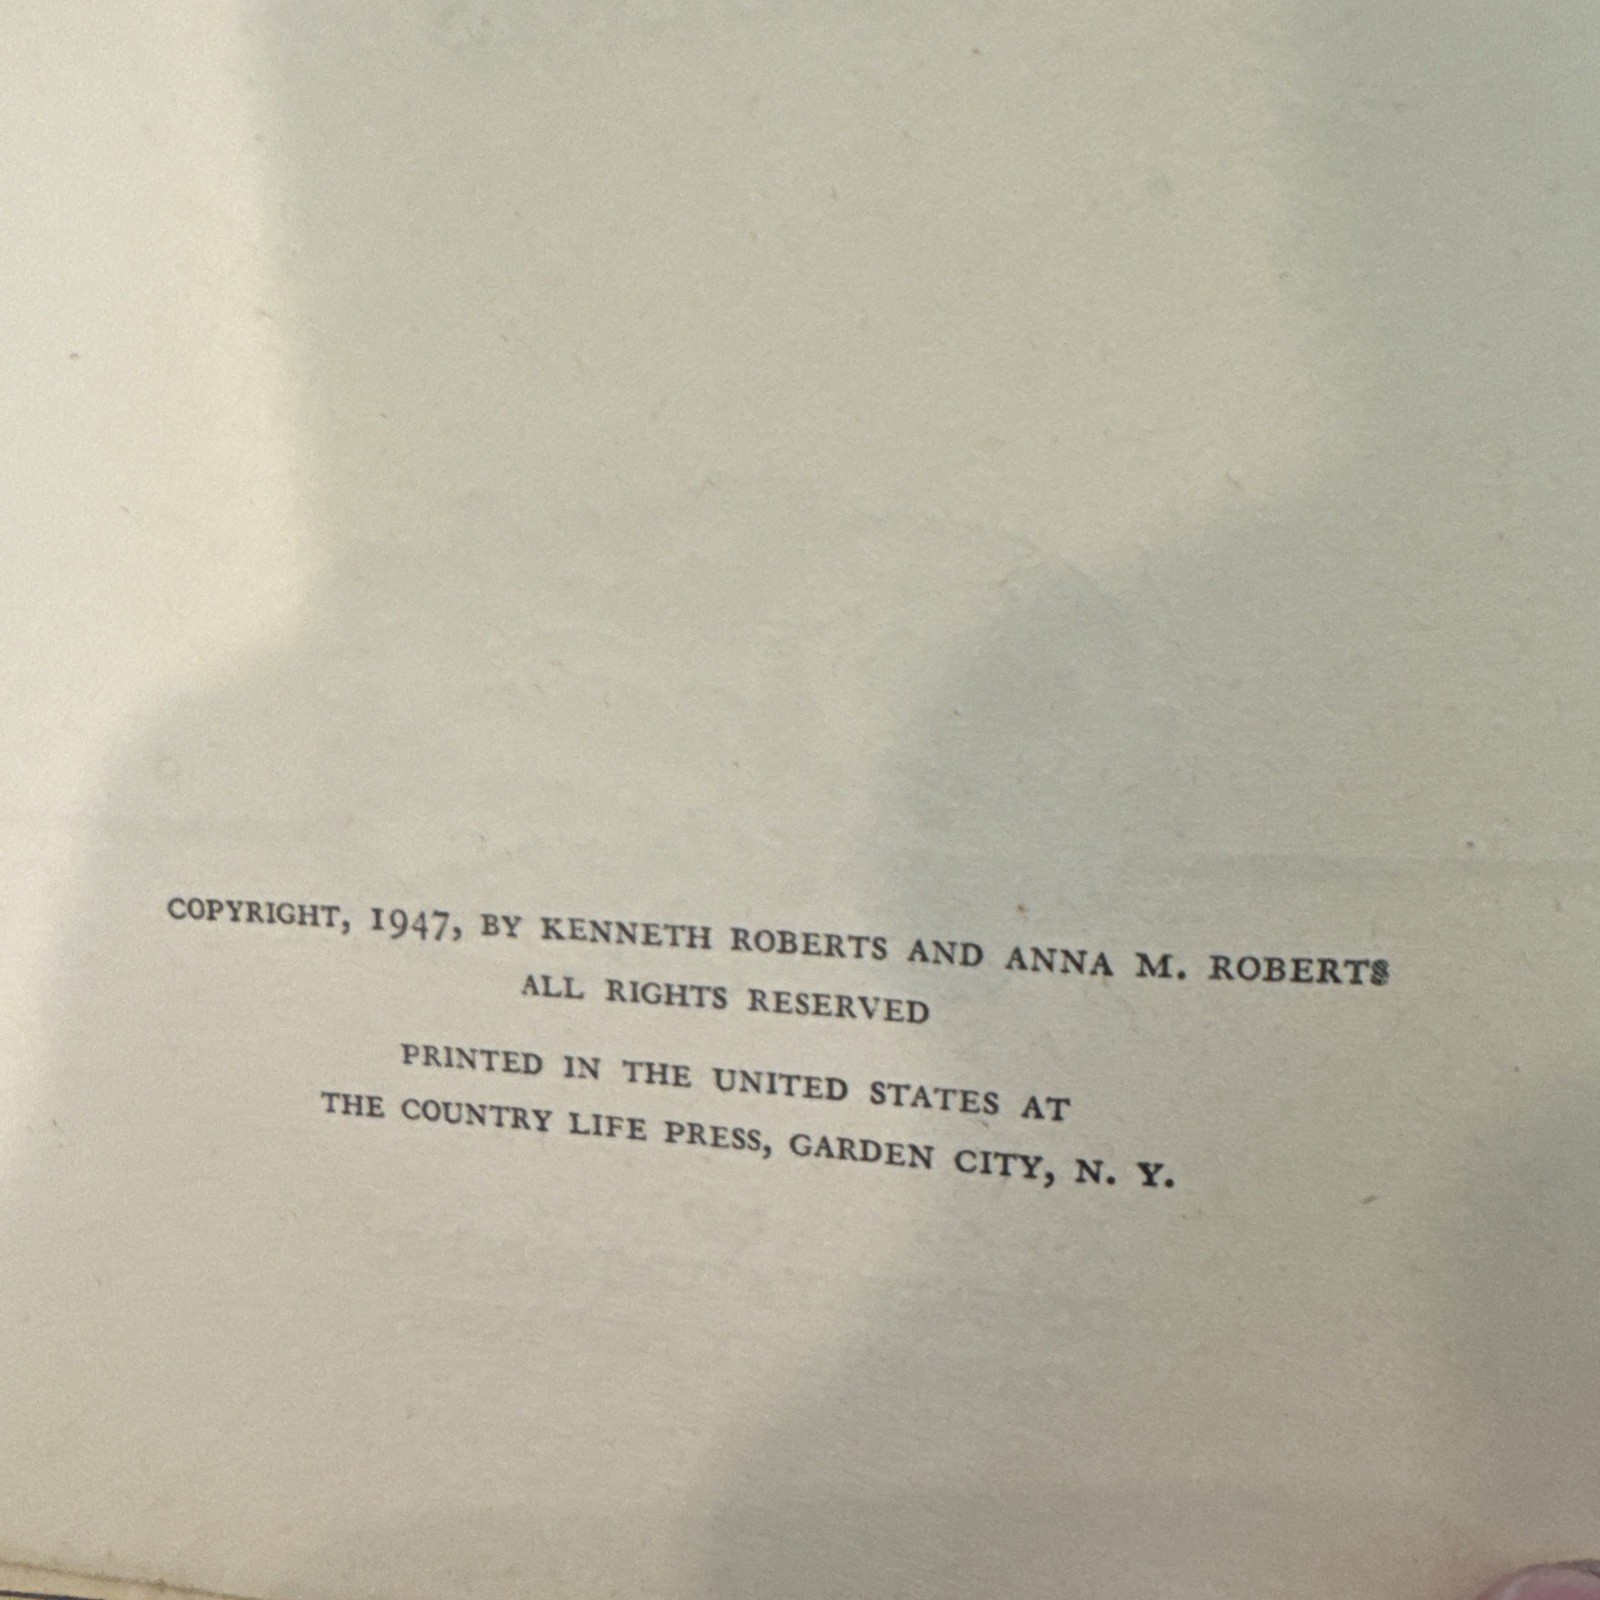 COPYRIGHT, 1947, BY KENNETH ROBERTS AND ANNA M. ROBERTS
ALL RIGHTS RESERVED
PRINTED IN THE UNITED STATES AT
THE COUNTRY LIFE PRESS, GARDEN CITY, N. Y.